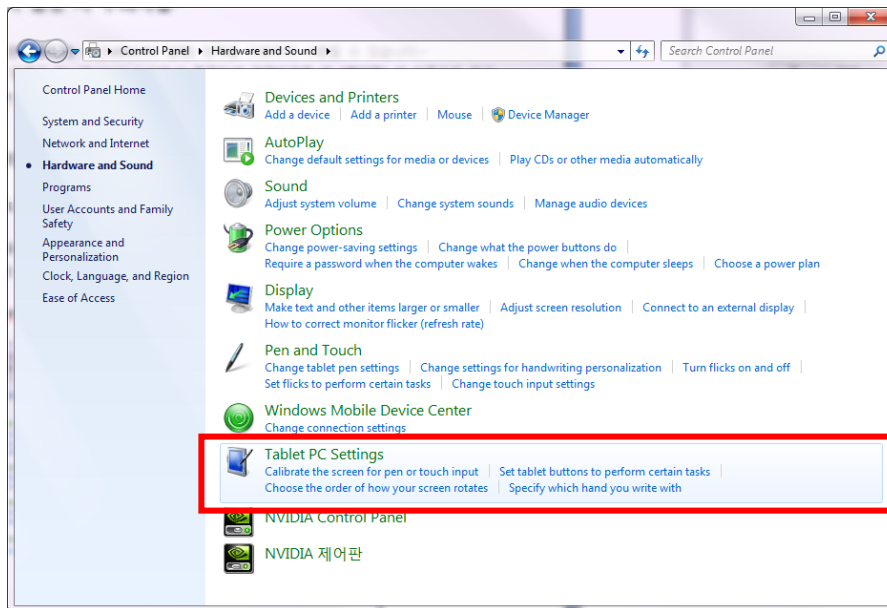 Control Panel Hardware and Sound Search Control Panel
Control Panel Home
System and Security
Network and Internet
Hardware and Sound
Programs
User Accounts and Family
Safety
Appearance and
Personalization
Clock, Language, and Region
Ease of Access
Devices and Printers
Add a device Add a printer Mouse Device Manager
AutoPlay
Change default settings for media or devices Play CDs or other media automatically
Sound
Adjust system volume Change system sounds Manage audio devices
Power Options
Change power-saving settings Change what the power buttons do
Require a password when the computer wakes Change when the computer sleeps Choose a power plan
Display
Make text and other items larger or smaller Adjust screen resolution Connect to an external display
How to correct monitor flicker (refresh rate)
Pen and Touch
Change tablet pen settings Change settings for handwriting personalization Turn flicks on and off
Set flicks to perform certain tasks Change touch input settings
Windows Mobile Device Center
Change connection settings
Tablet PC Settings
Calibrate the screen for pen or touch input Set tablet buttons to perform certain tasks
Choose the order of how your screen rotates Specify which hand you write with
NVIDIA Control Panel
NVIDIA 제어판